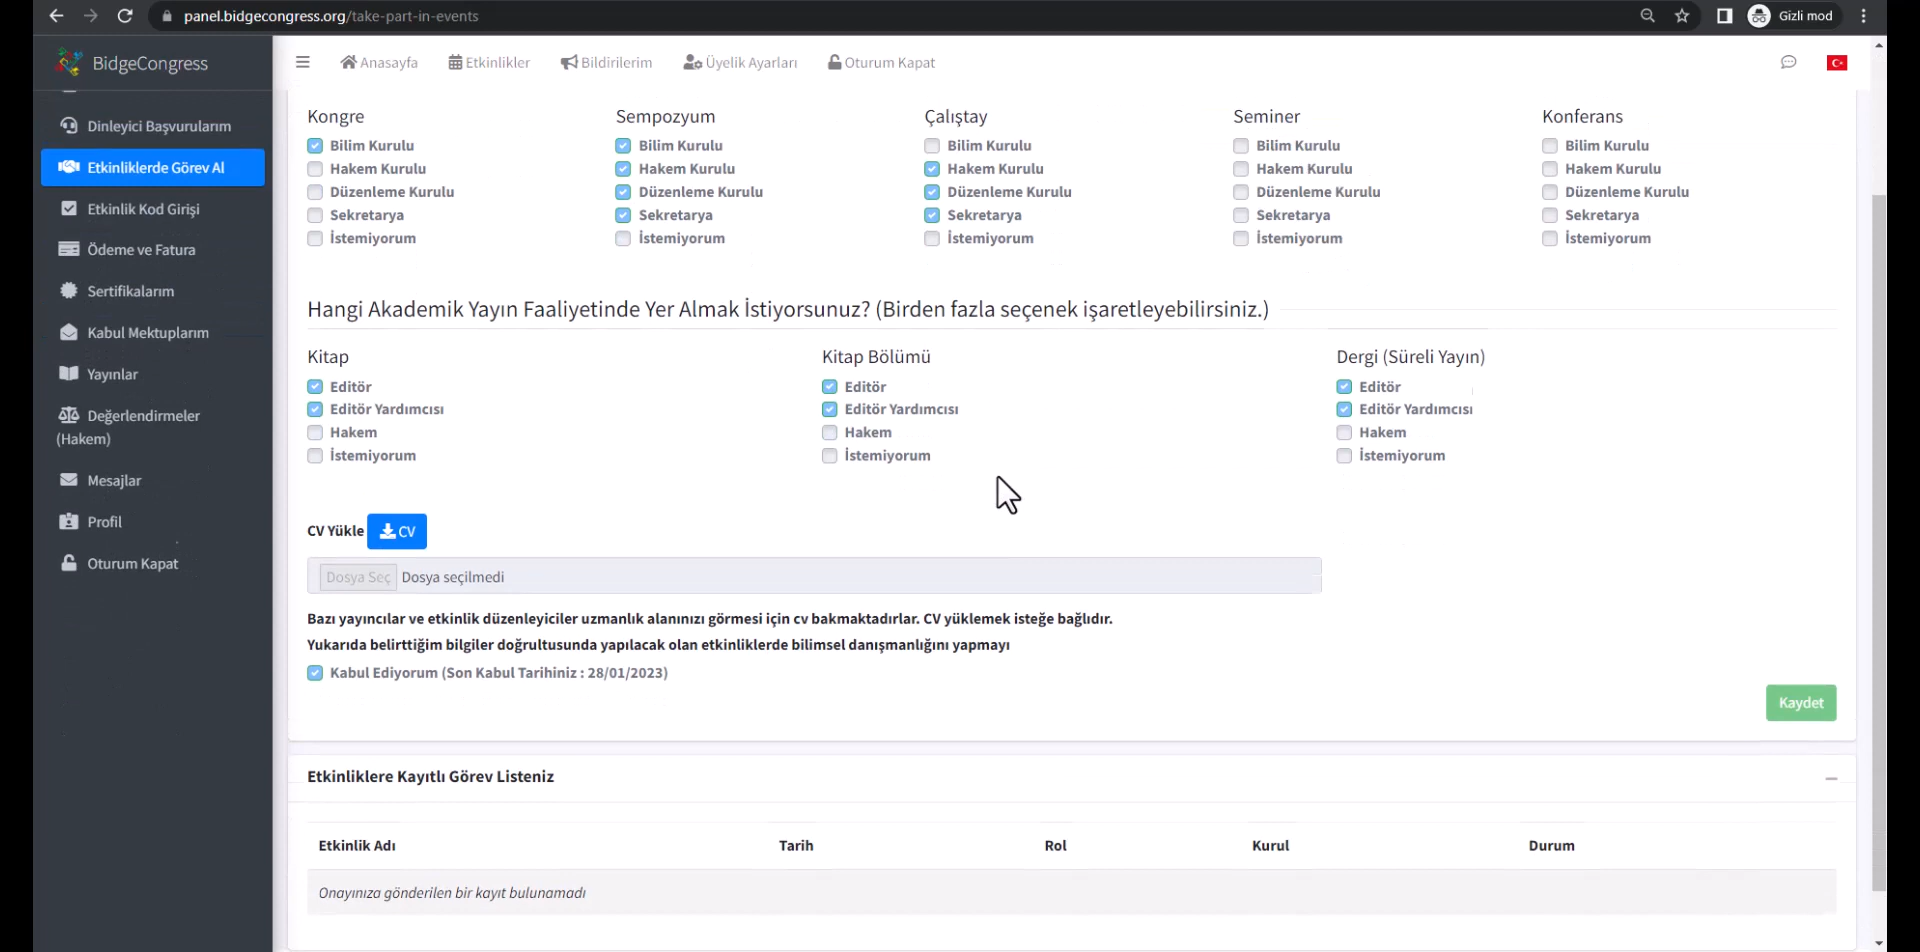 panel.bidgecongress.org/take-part-in-events
Gizli mod
BidgeCongress
Anasayfa
Etkinlikler
Bildirilerim
Üyelik Ayarları
Oturum Kapat
Dinleyici Başvurularım
Etkinliklerde Görev Al
Etkinlik Kod Girişi
Ödeme ve Fatura
Sertifikalarım
Kabul Mektuplarım
Yayınlar
Değerlendirmeler
(Hakem)
Mesajlar
Profil
Oturum Kapat
Kongre
Bilim Kurulu
Hakem Kurulu
Düzenleme Kurulu
Sekretarya
İstemiyorum
Sempozyum
Bilim Kurulu
Hakem Kurulu
Düzenleme Kurulu
Sekretarya
İstemiyorum
Çalıştay
Bilim Kurulu
Hakem Kurulu
Düzenleme Kurulu
Sekretarya
İstemiyorum
Seminer
Bilim Kurulu
Hakem Kurulu
Düzenleme Kurulu
Sekretarya
İstemiyorum
Konferans
Bilim Kurulu
Hakem Kurulu
Düzenleme Kurulu
Sekretarya
İstemiyorum
Hangi Akademik Yayın Faaliyetinde Yer Almak İstiyorsunuz? (Birden fazla seçenek işaretleyebilirsiniz.)
Kitap
Editör
Editör Yardımcısı
Hakem
İstemiyorum
Kitap Bölümü
Editör
Editör Yardımcısı
Hakem
İstemiyorum
Dergi (Süreli Yayın)
Editör
Editör Yardımcısı
Hakem
İstemiyorum
CV Yükle CV
Dosya Seç Dosya seçilmedi
Bazı yayıncılar ve etkinlik düzenleyiciler uzmanlık alanınızı görmesi için cv bakmaktadırlar. CV yüklemek isteğe bağlıdır.
Yukarıda belirttiğim bilgiler doğrultusunda yapılacak olan etkinliklerde bilimsel danışmanlığını yapmayı
Kabul Ediyorum (Son Kabul Tarihiniz : 28/01/2023)
Kaydet
Etkinliklere Kayıtlı Görev Listeniz
Etkinlik Adı Tarih Rol Kurul Durum
Onayınıza gönderilen bir kayıt bulunamadı